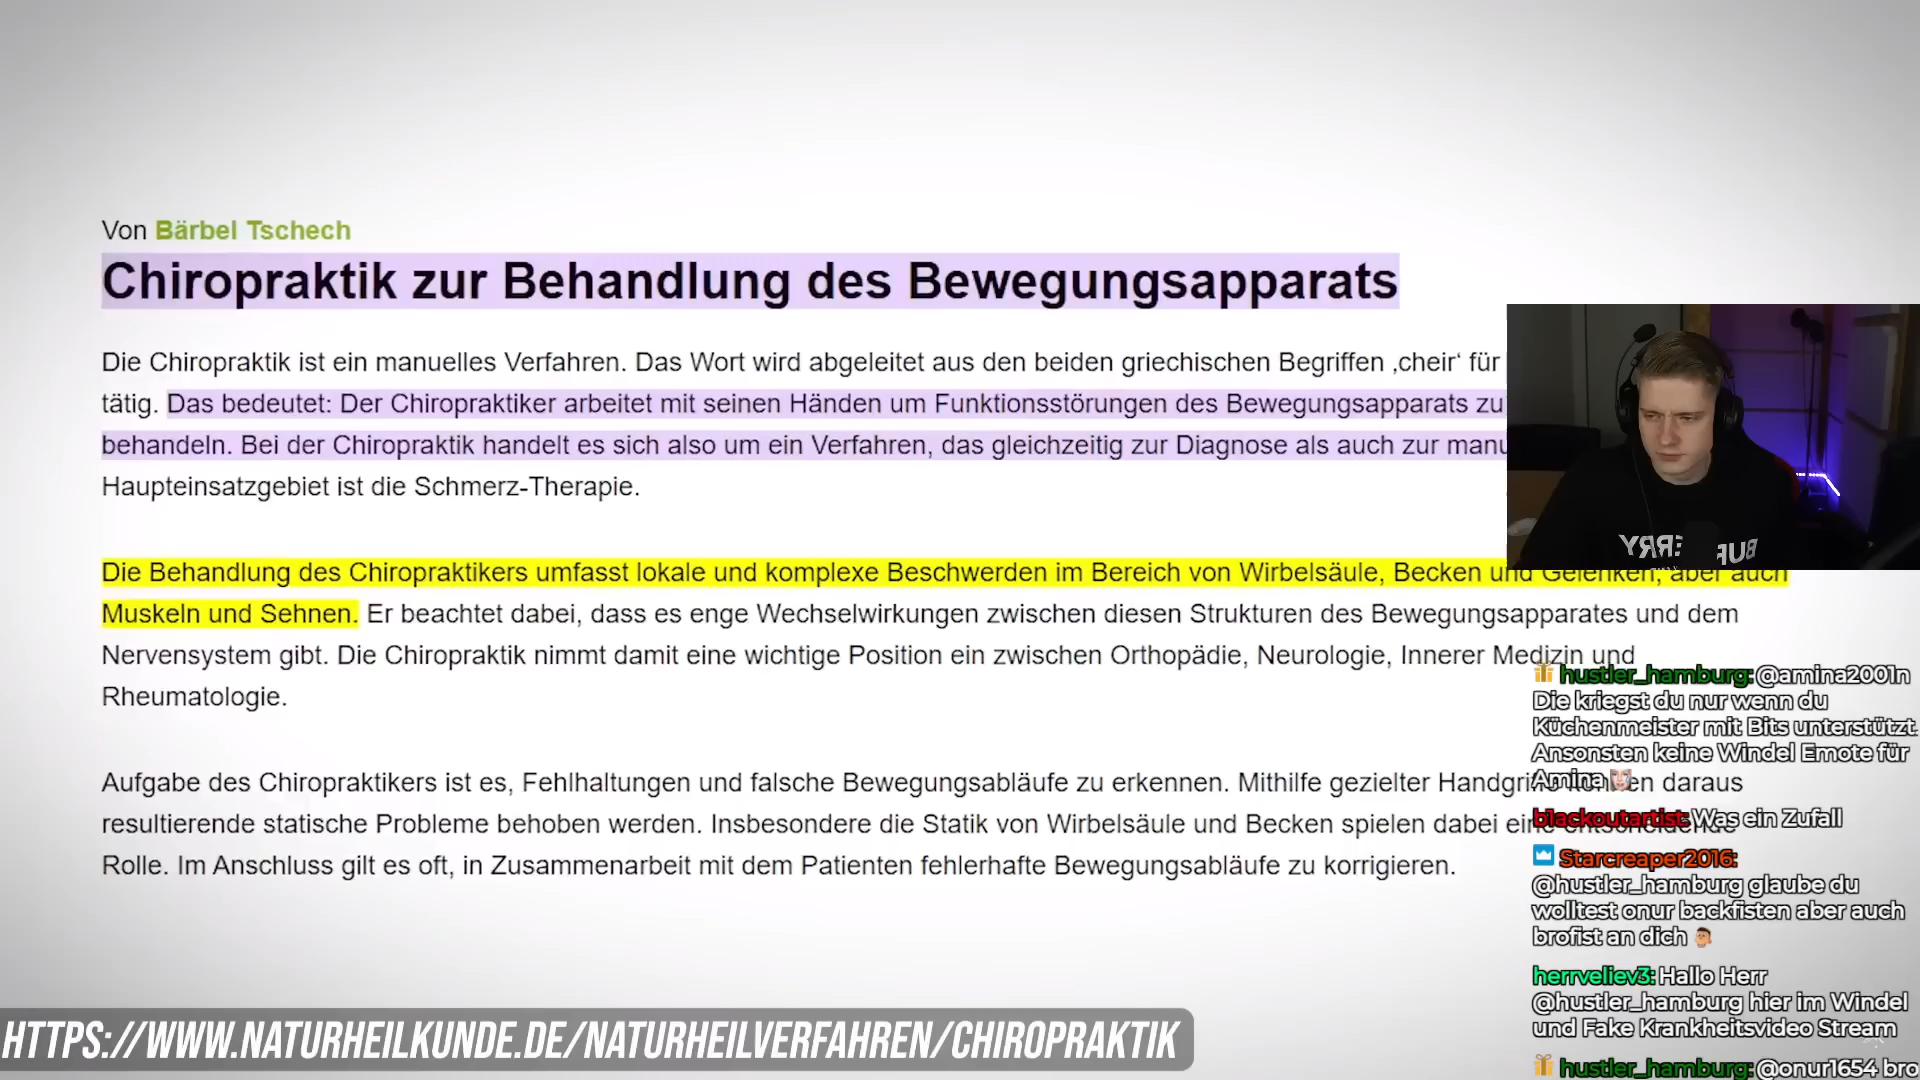 Von Bärbel Tschech
Chiropraktik zur Behandlung des Bewegungsapparats
Die Chiropraktik ist ein manuelles Verfahren. Das Wort wird abgeleitet aus den beiden griechischen Begriffen ‚cheir‘ für
tätig. Das bedeutet: Der Chiropraktiker arbeitet mit seinen Händen um Funktionsstörungen des Bewegungsapparats zu
behandeln. Bei der Chiropraktik handelt es sich also um ein Verfahren, das gleichzeitig zur Diagnose als auch zur
Haupteinsatzgebiet ist die Schmerz-Therapie.
Die Behandlung des Chiropraktikers umfasst lokale und komplexe Beschwerden im Bereich von Wirbelsäule, Becken und Gelenken, aber auch
Muskeln und Sehnen. Er beachtet dabei, dass es enge Wechselwirkungen zwischen diesen Strukturen des Bewegungsapparates und dem
Nervensystem gibt. Die Chiropraktik nimmt damit eine wichtige Position ein zwischen Orthopädie, Neurologie, Innerer Medizin und
Rheumatologie.
Aufgabe des Chiropraktikers ist es, Fehlhaltungen und falsche Bewegungsabläufe zu erkennen. Mithilfe gezielter daraus
resultierende statische Probleme behoben werden. Insbesondere die Statik von Wirbelsäule und Becken spielen dabei
Rolle. Im Anschluss gilt es oft, in Zusammenarbeit mit dem Patienten fehlerhafte Bewegungsabläufe zu korrigieren.
hustler_hamburg: @amina2001n
Die kriegst du nur wenn du
Küchenmeister mit Bits unterstützt.
Ansonsten keine Windel Emote für
Amina
b1ackoutartist: Was ein Zufall
Starcreaper2016:
@hustler_hamburg glaube du
wolltest onur backfisten aber auch
brofist an dich
herrveliev3: Hallo Herr
@hustler_hamburg hier im Windel
und Fake Krankheitsvideo Stream
hustler_hamburg: @onur1654 bro
HTTPS://WWW.NATURHEILKUNDE.DE/NATURHEILVERFAHREN/CHIROPRAKTIK